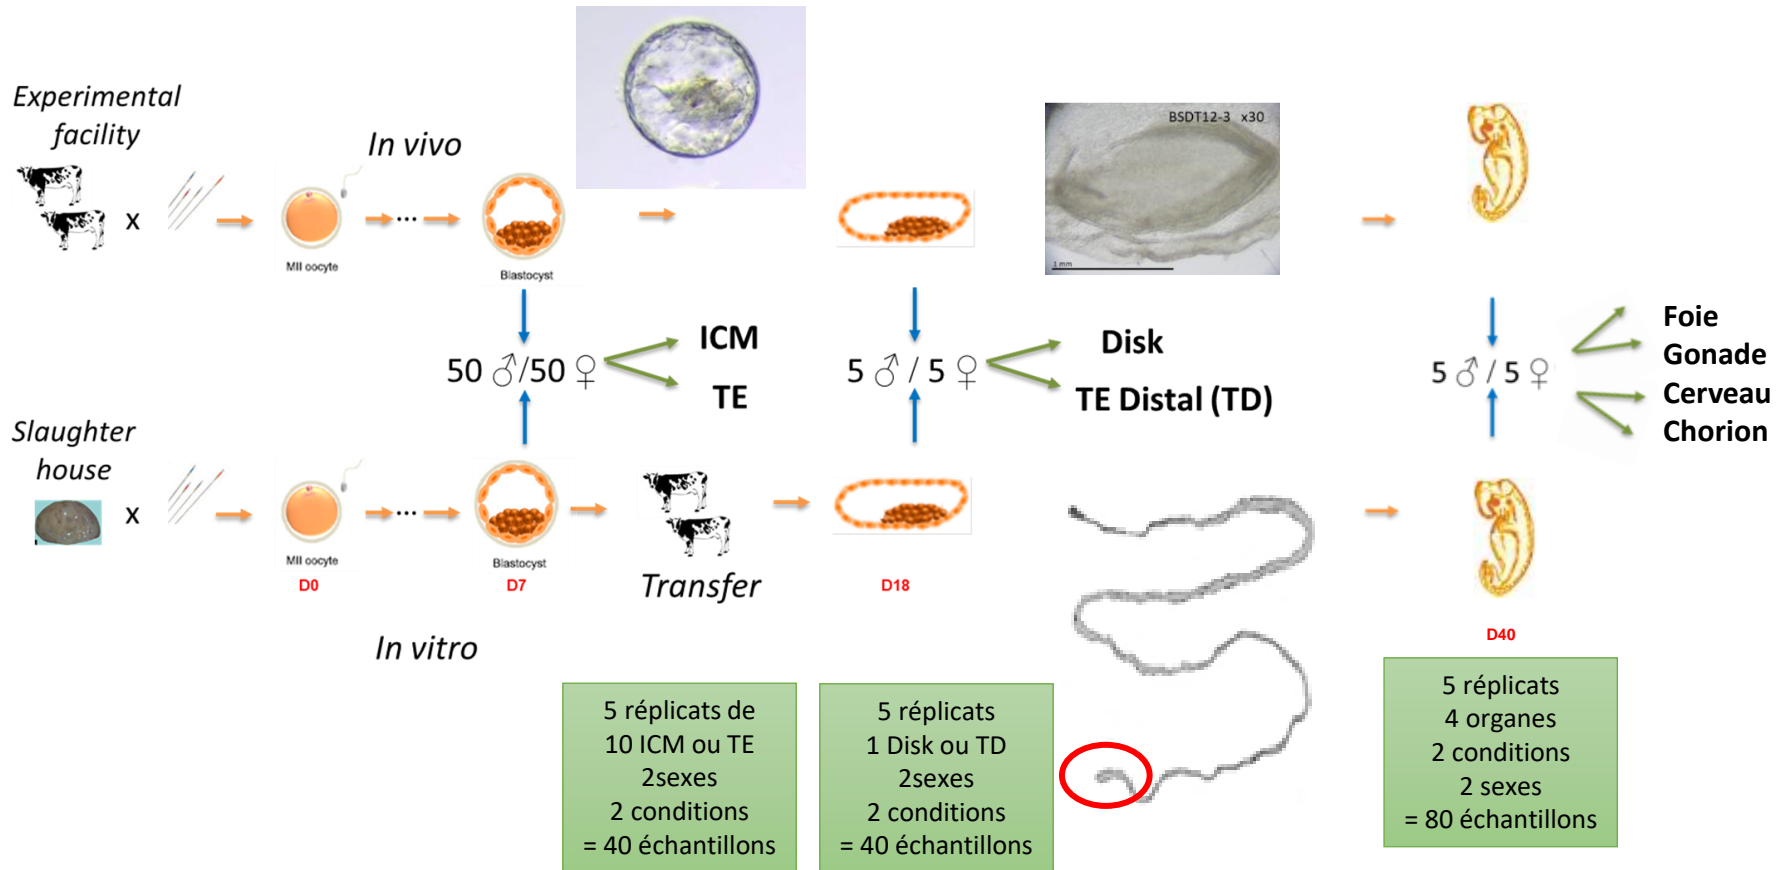 Experimental
facility
In vivo
x
MII oocyte
...
Blastocyst
BSDT12-3 x30
1 mm
50 ♂/50 ♀
ICM
TE
5 ♂ / 5 ♀
Disk
TE Distal (TD)
5 ♂ / 5 ♀
Foie
Gonade
Cerveau
Chorion
Slaughter
house
x
MII oocyte
...
Blastocyst
D0
D7
Transfer
D18
D40
In vitro
5 réplicats de
10 ICM ou TE
2sexes
2 conditions
= 40 échantillons
5 réplicats
1 Disk ou TD
2sexes
2 conditions
= 40 échantillons
5 réplicats
4 organes
2 conditions
2 sexes
= 80 échantillons